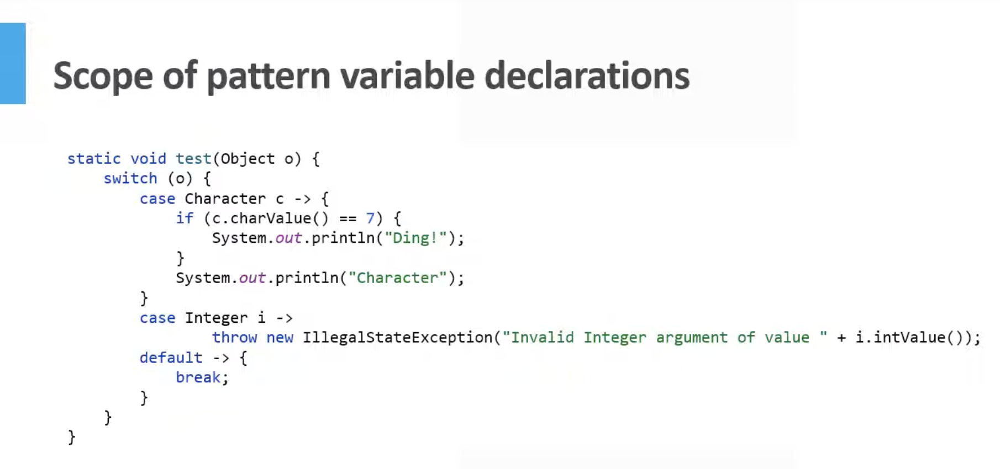 Scope of pattern variable declarations
static void test(Object o) {
    switch (o) {
        case Character c -> {
            if (c.charValue() == 7) {
                System.out.println("Ding!");
            }
            System.out.println("Character");
        }
        case Integer i ->
                throw new IllegalStateException("Invalid Integer argument of value " + i.intValue());
        default -> {
            break;
        }
    }
}